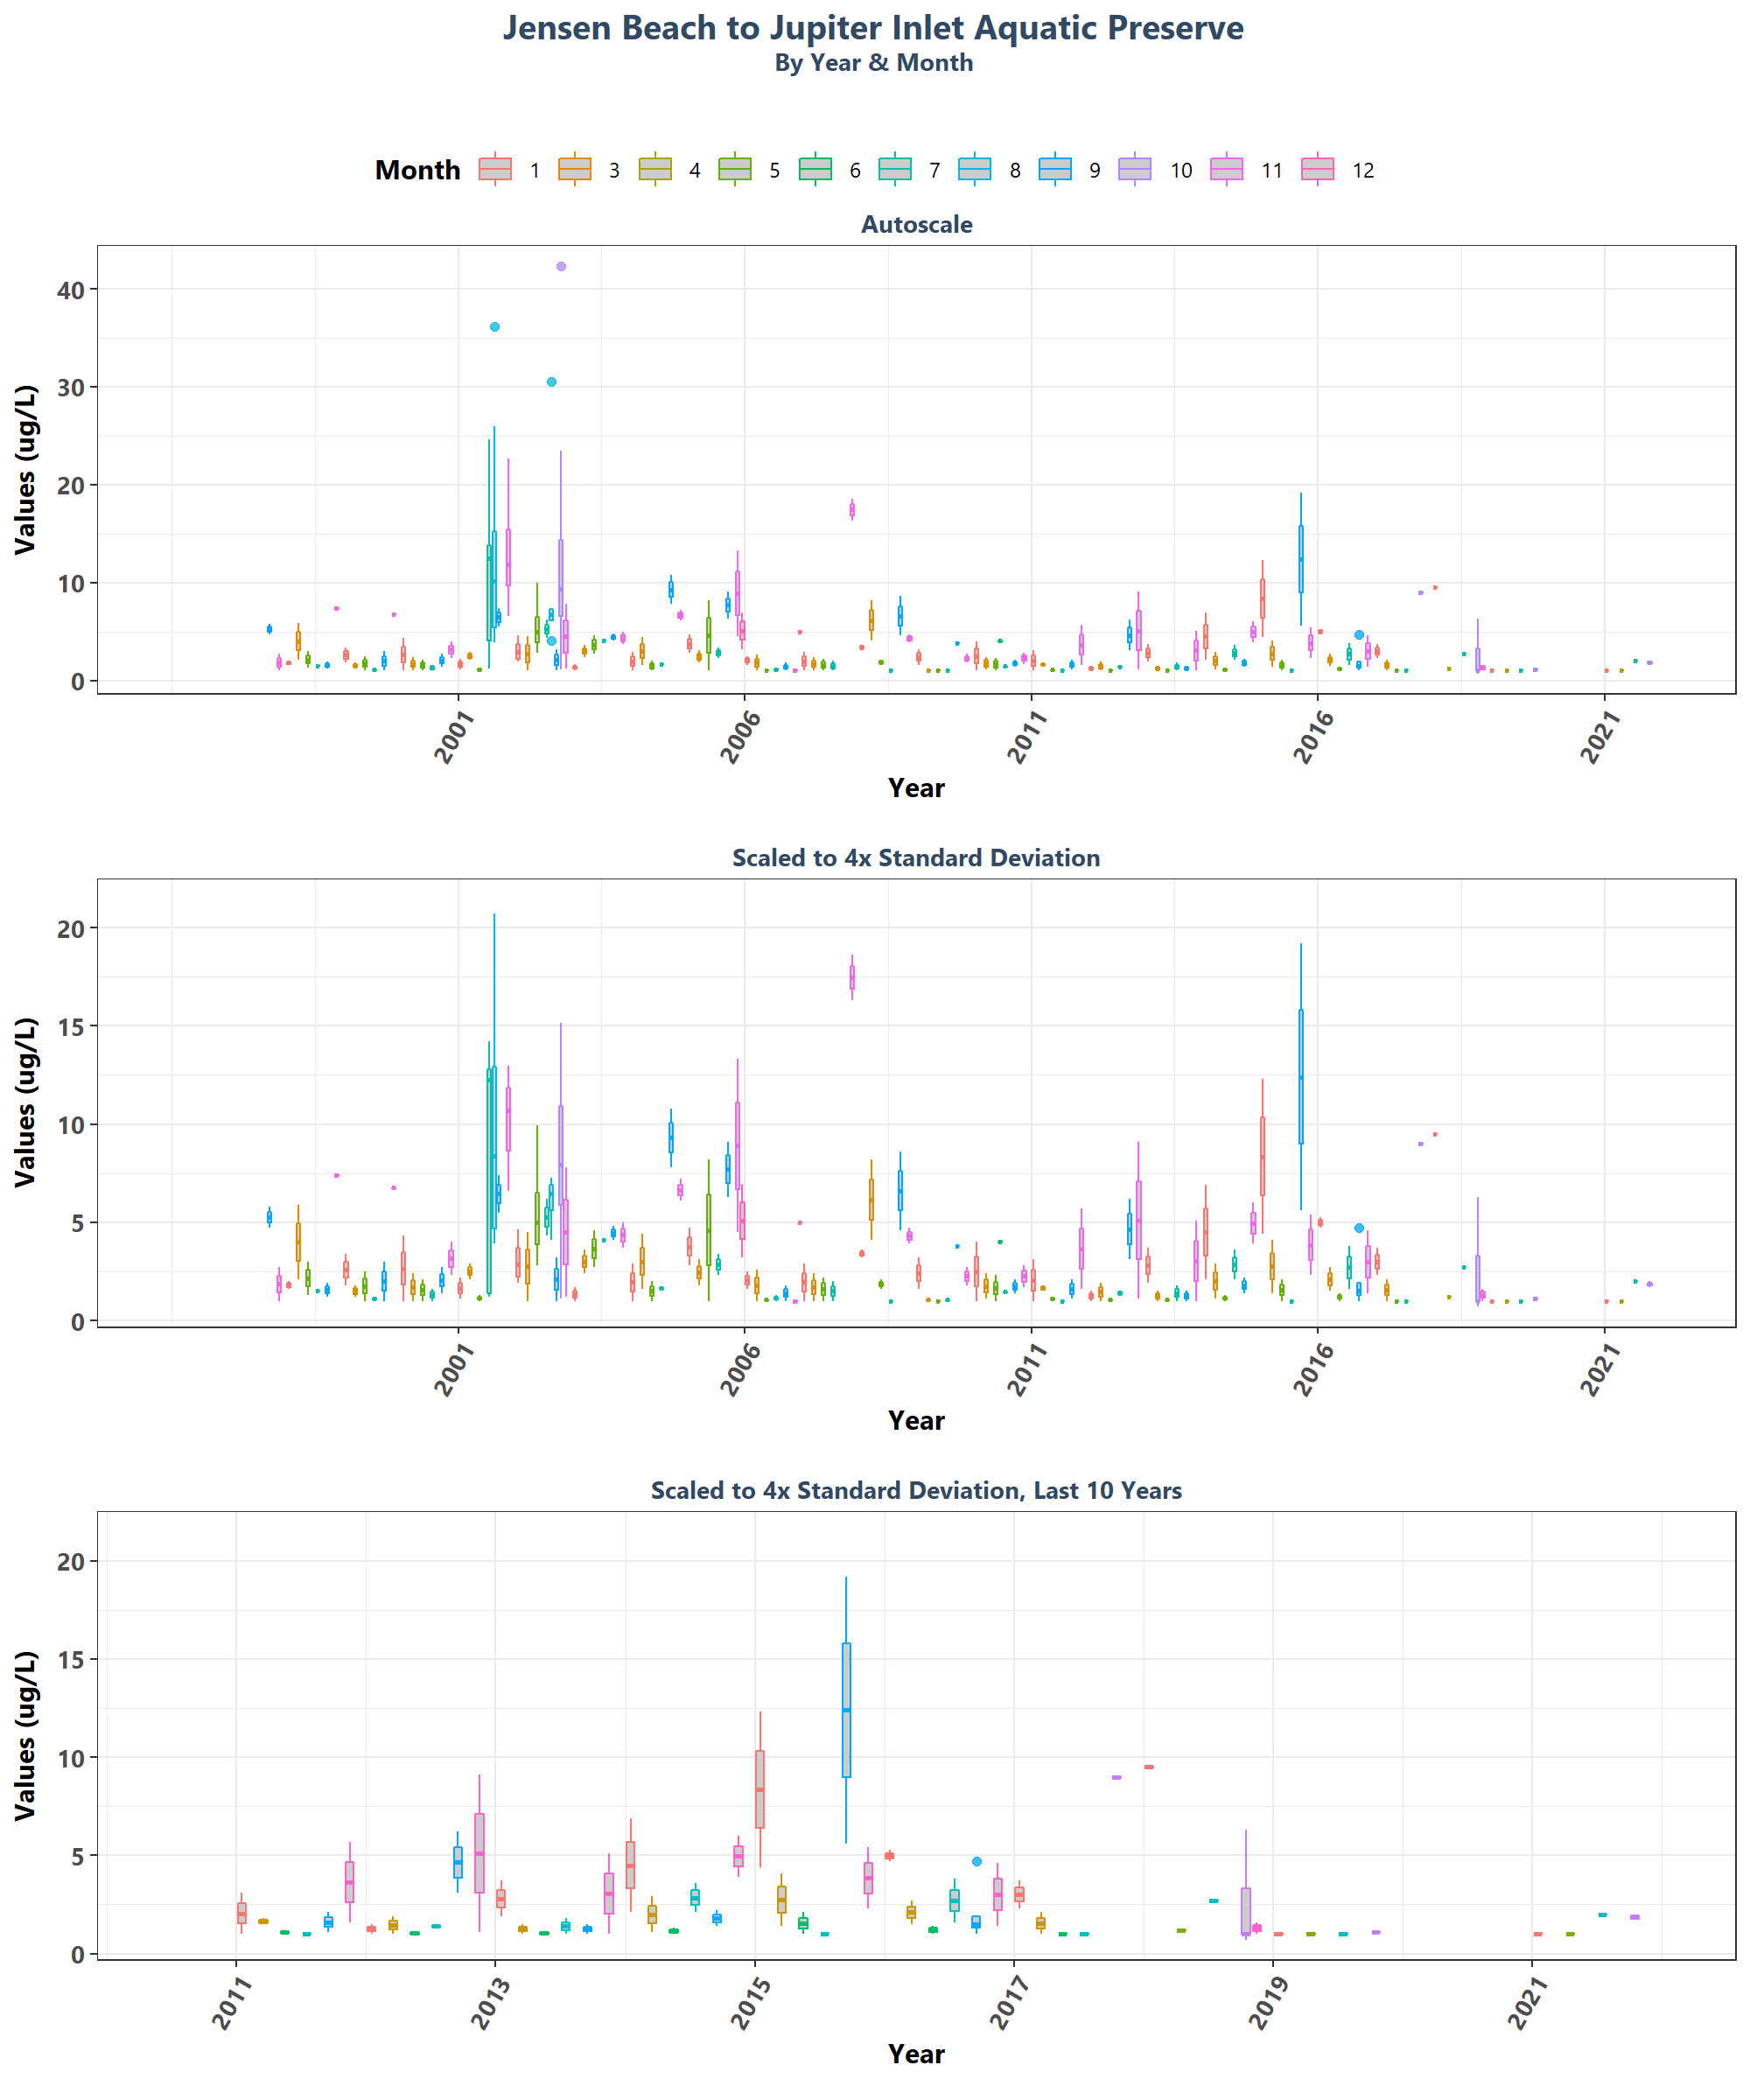 Jensen Beach to Jupiter Inlet Aquatic Preserve
By Year & Month
Month 1 3 4 5 6 7 8 9 10 11 12
Autoscale
Values (ug/L)
40
30
20
10
0
2001 2006 2011 2016 2021
Year
Scaled to 4x Standard Deviation
Values (ug/L)
20
15
10
5
0
2001 2006 2011 2016 2021
Year
Scaled to 4x Standard Deviation, Last 10 Years
Values (ug/L)
20
15
10
5
0
2011 2013 2015 2017 2019 2021
Year